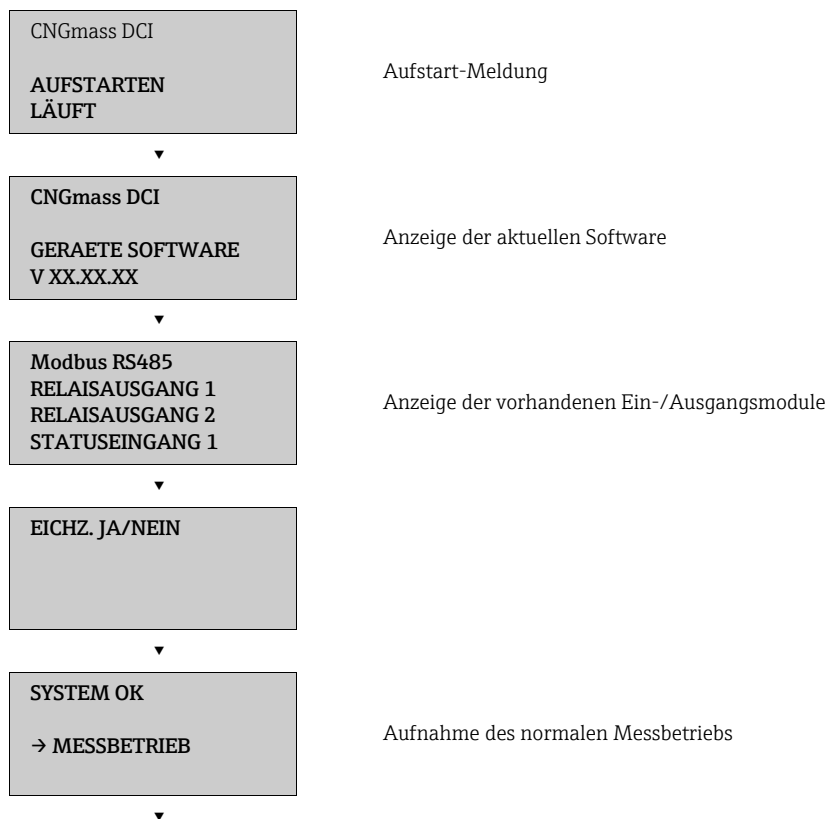 CNGmass DCI
AUFSTARTEN
LÄUFT
Aufstart-Meldung
▼
CNGmass DCI
GERAETE SOFTWARE
V XX.XX.XX
Anzeige der aktuellen Software
▼
Modbus RS485
RELAISAUSGANG 1
RELAISAUSGANG 2
STATUSEINGANG 1
Anzeige der vorhandenen Ein-/Ausgangsmodule
▼
EICHZ. JA/NEIN
▼
SYSTEM OK
→ MESSBETRIEB
Aufnahme des normalen Messbetriebs
▼